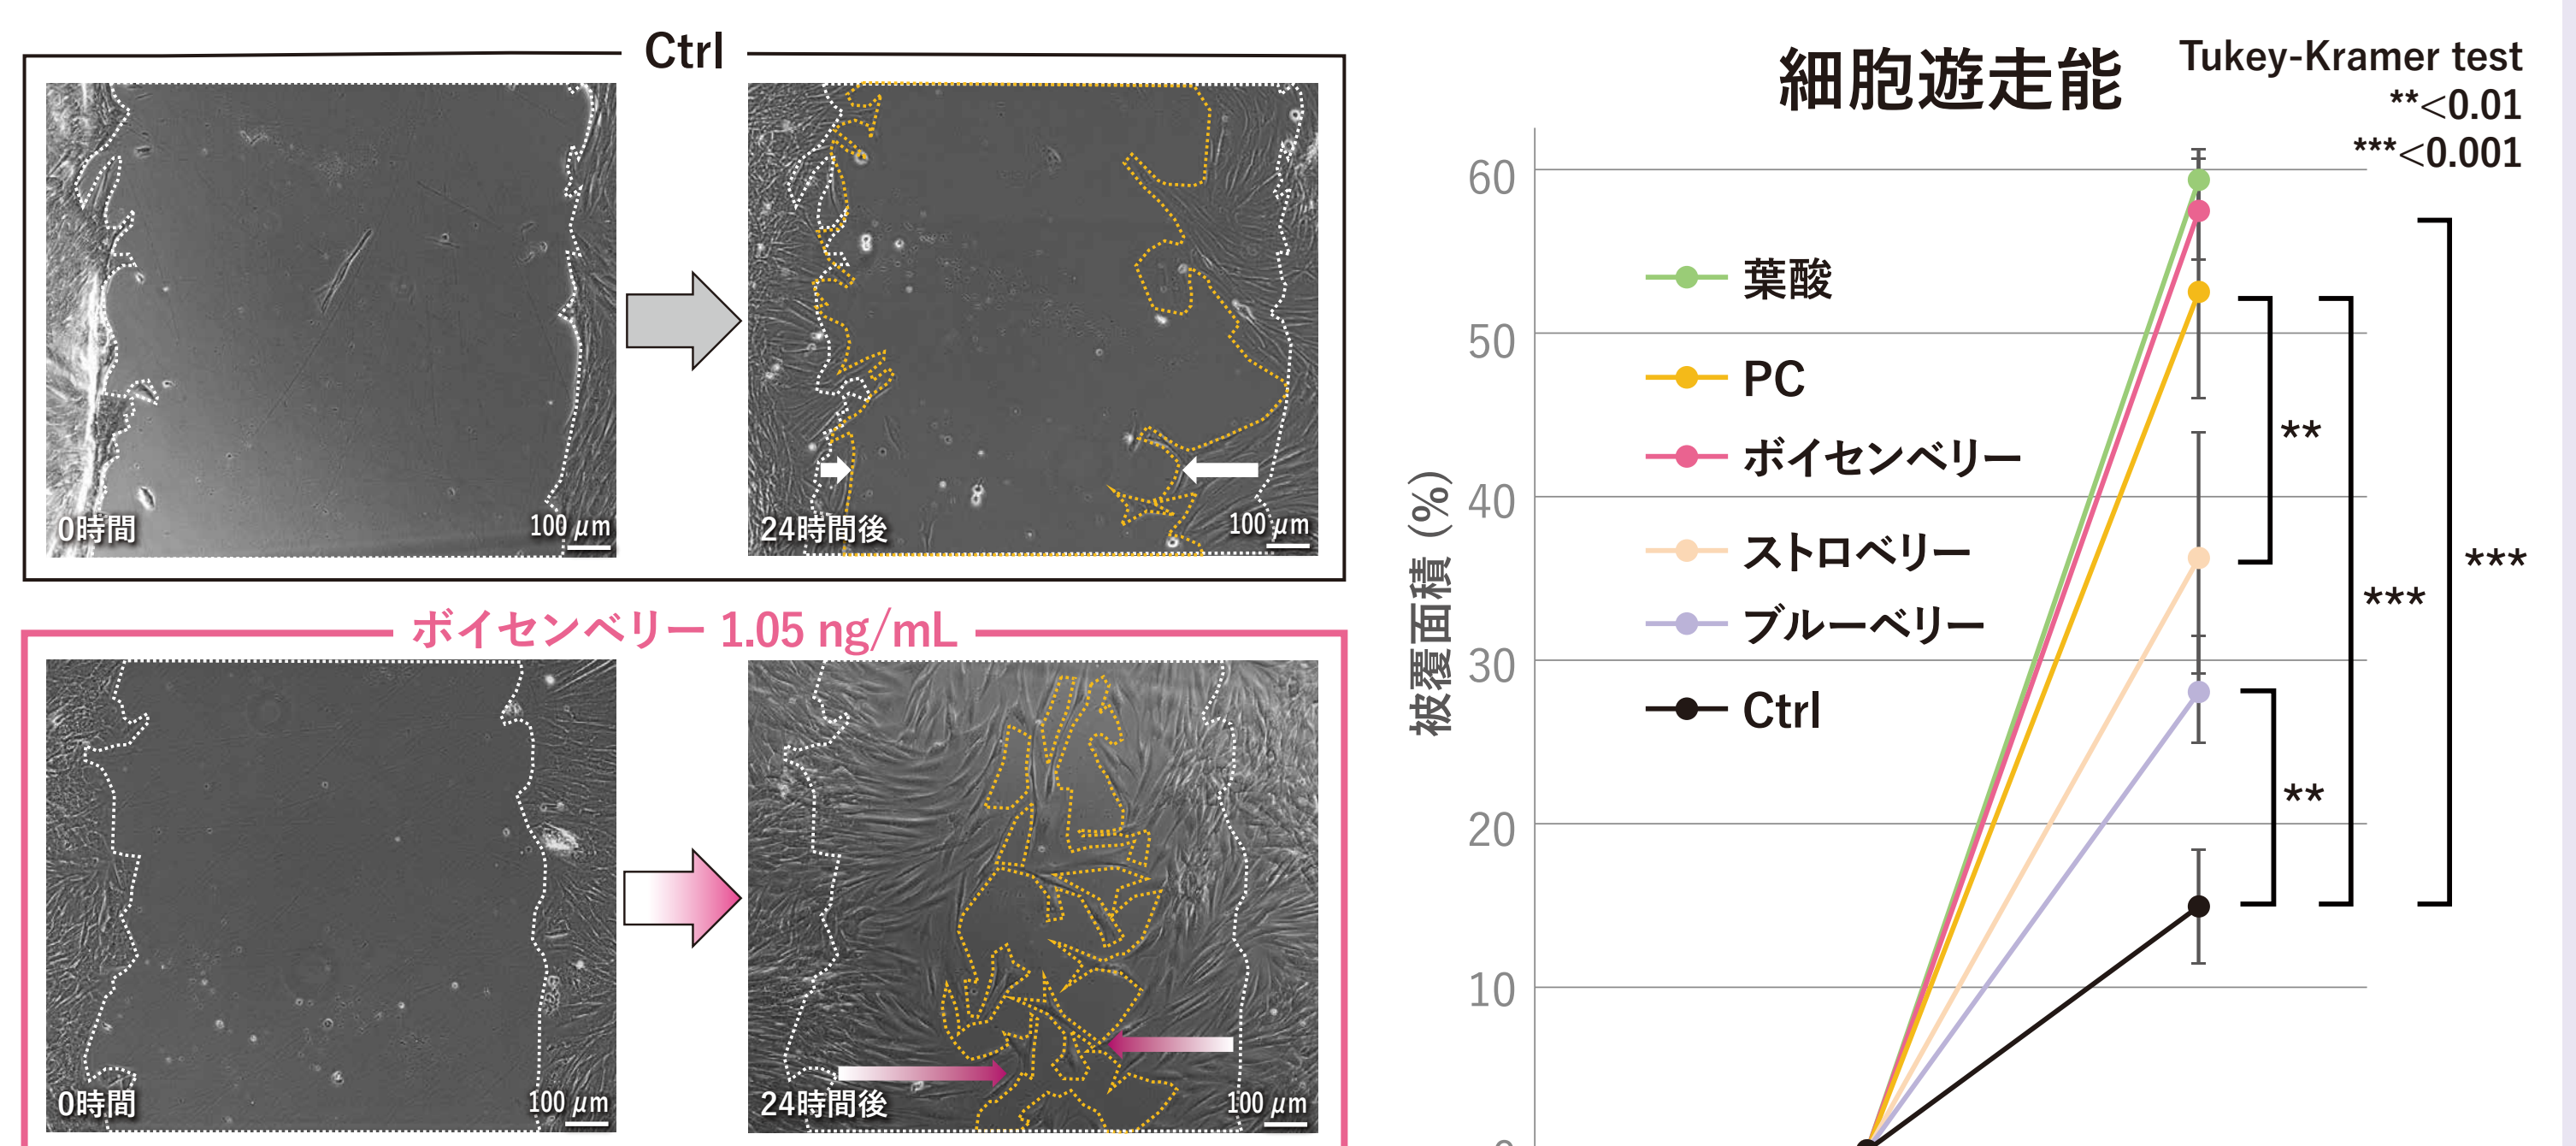 Ctrl
0時間
100 μm
24時間後
100 μm
ボイセンベリー 1.05 ng/mL
0時間
100 μm
24時間後
100 μm
細胞遊走能
Tukey-Kramer test
**<0.01
***<0.001
被覆面積 (%)
60
50
40
30
20
10
葉酸
PC
ボイセンベリー
ストロベリー
ブルーベリー
Ctrl
**
***
***
**